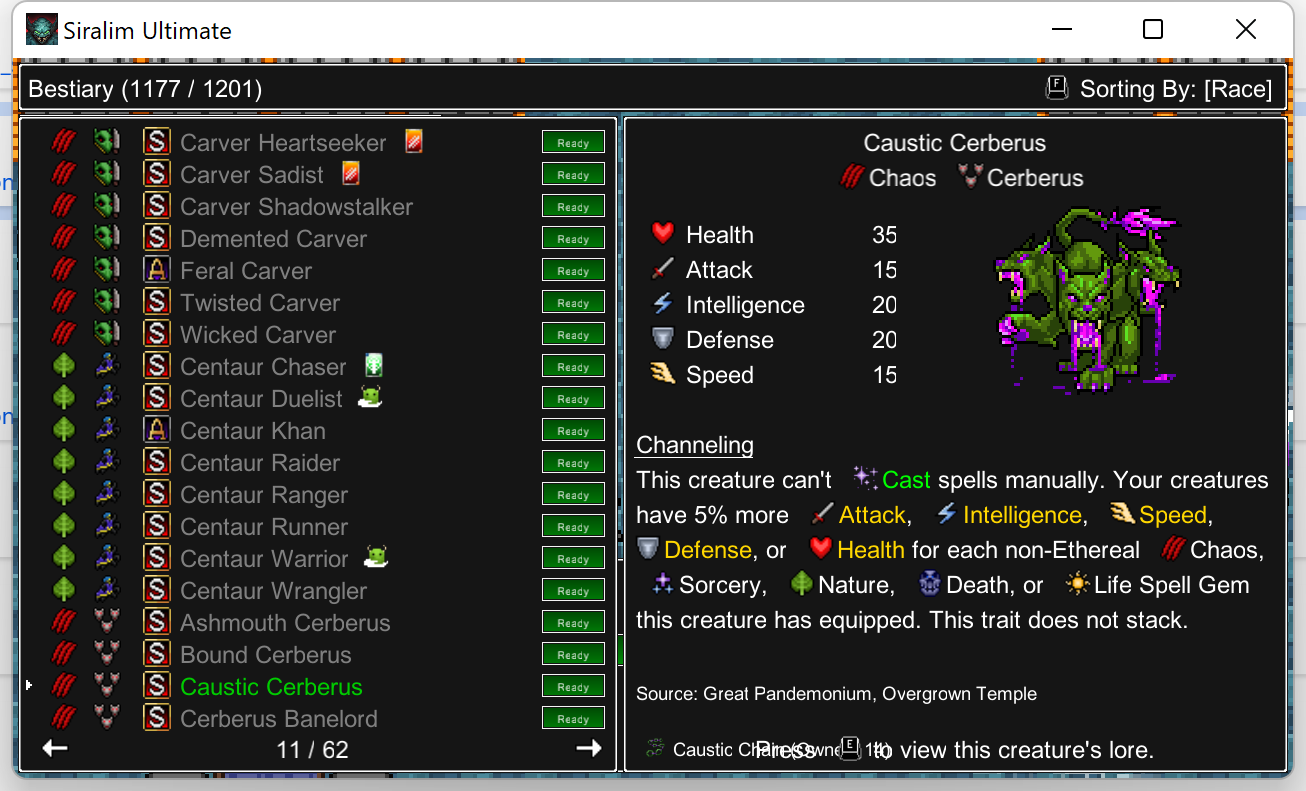 Siralim Ultimate
Bestiary (1177 / 1201)
F Sorting By: [Race]
S Carver Heartseeker Ready
S Carver Sadist Ready
S Carver Shadowstalker Ready
S Demented Carver Ready
A Feral Carver Ready
S Twisted Carver Ready
S Wicked Carver Ready
S Centaur Chaser Ready
S Centaur Duelist Ready
A Centaur Khan Ready
S Centaur Raider Ready
S Centaur Ranger Ready
S Centaur Runner Ready
S Centaur Warrior Ready
S Centaur Wrangler Ready
S Ashmouth Cerberus Ready
S Bound Cerberus Ready
S Caustic Cerberus Ready
S Cerberus Banelord Ready
11 / 62
Caustic Cerberus
Chaos Cerberus
Health 35
Attack 15
Intelligence 20
Defense 20
Speed 15
Channeling
This creature can't Cast spells manually. Your creatures
have 5% more Attack, Intelligence, Speed,
Defense, or Health for each non-Ethereal Chaos,
Sorcery, Nature, Death, or Life Spell Gem
this creature has equipped. This trait does not stack.
Source: Great Pandemonium, Overgrown Temple
Caustic
Press E to view this creature's lore.